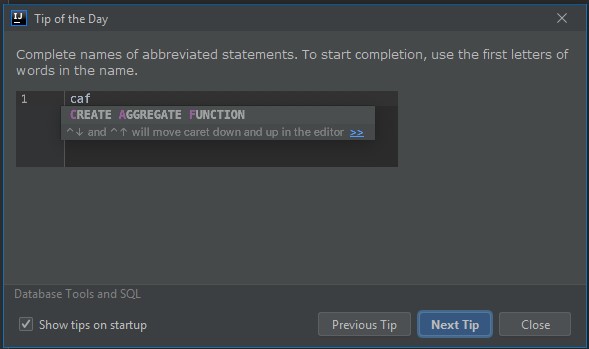 IJ Tip of the Day
Complete names of abbreviated statements. To start completion, use the first letters of
words in the name.
1 caf
CREATE AGGREGATE FUNCTION
^↓ and ^↑ will move caret down and up in the editor >>
Database Tools and SQL
Show tips on startup
Previous Tip Next Tip Close